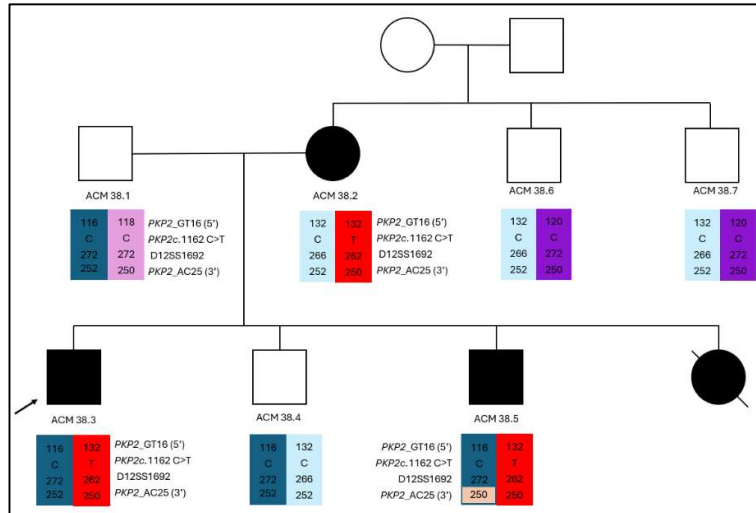 ACM 38.1
ACM 38.2
ACM 38.6
ACM 38.7
116 118 PKP2_GT16 (5')
C C PKP2c.1162 C>T
272 272 D12SS1692
252 250 PKP2_AC25 (3')
132 132 PKP2_GT16 (5')
C T PKP2c.1162 C>T
266 262 D12SS1692
252 250 PKP2_AC25 (3')
132 120
C C
266 272
252 250
132 120
C C
266 272
252 250
ACM 38.3
ACM 38.4
ACM 38.5
116 132 PKP2_GT16 (5')
C T PKP2c.1162 C>T
272 262 D12SS1692
252 250 PKP2_AC25 (3')
116 132
C C
272 266
252 252
PKP2_GT16 (5') 116 132
PKP2c.1162 C>T C T
D12SS1692 272 262
PKP2_AC25 (3') 250 250